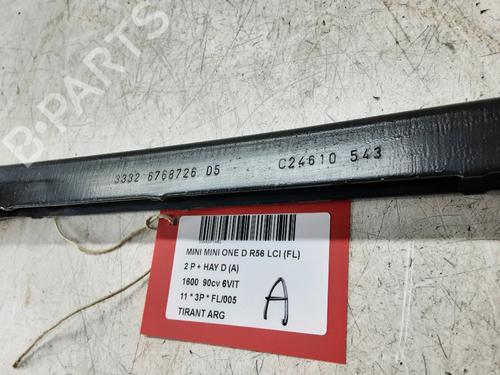 B-PARTS
3332 6768726 05 C24610 543
MINI MINI ONE D R56 LCI (FL)
2 P + HAY D (A)
1600 90cv 6VIT
11 * 3P * FL/005
TIRANT ARG
A